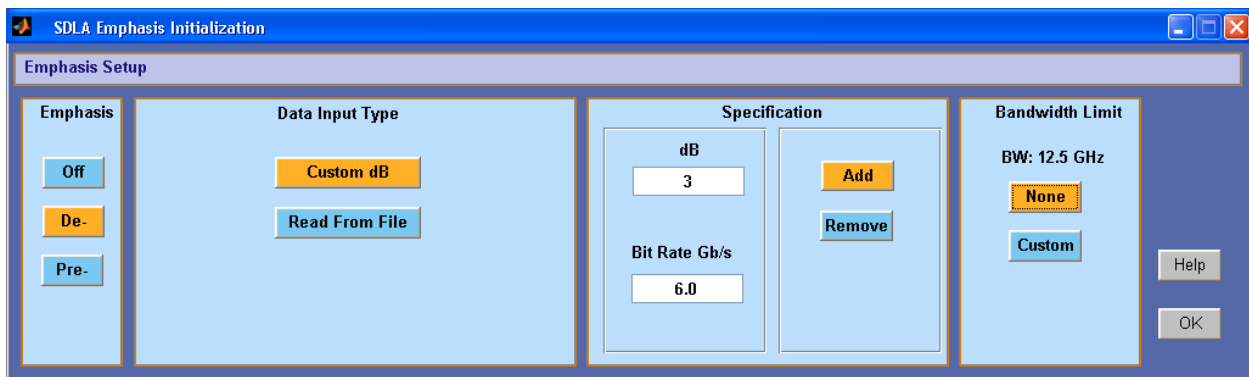 SDLA Emphasis Initialization
Emphasis Setup
Emphasis
Off
De-
Pre-
Data Input Type
Custom dB
Read From File
Specification
dB
3
Bit Rate Gb/s
6.0
Add
Remove
Bandwidth Limit
BW: 12.5 GHz
None
Custom
Help
OK